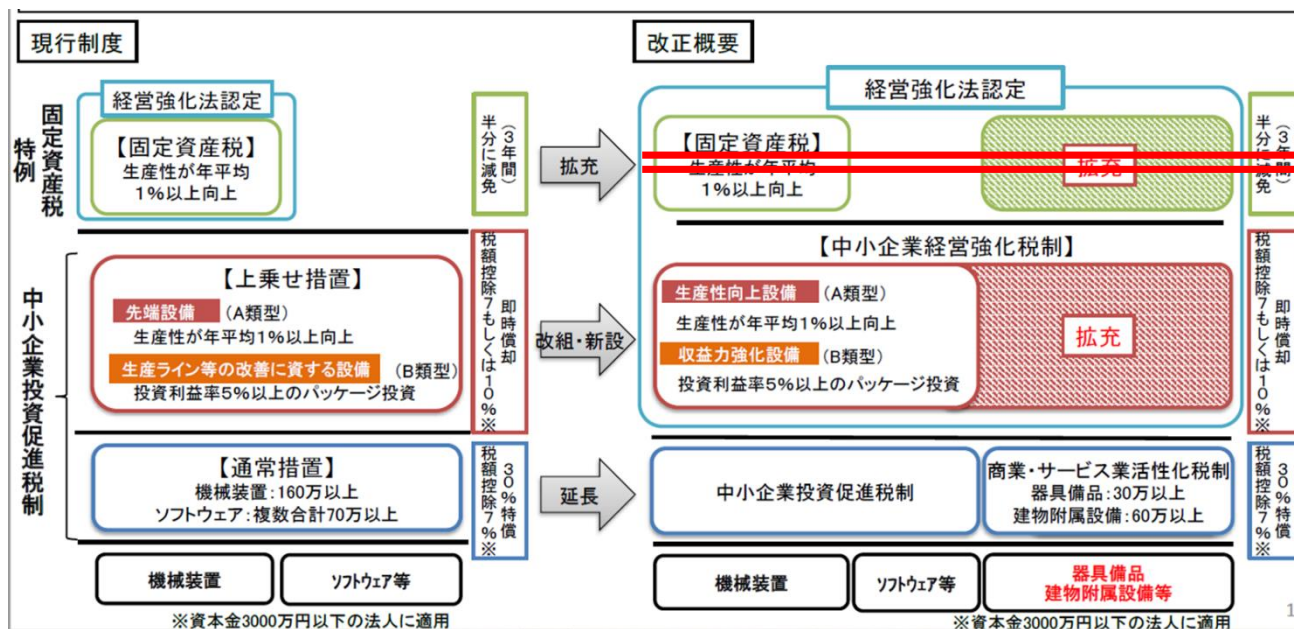 現行制度
改正概要
固定資産税
特例
経営強化法認定
【固定資産税】
生産性が年平均
1%以上向上
(3年間)
半分に減免
拡充
経営強化法認定
【固定資産税】
生産性が年平均
1%以上向上
拡充
(3年間)
半分に減免
中小企業投資促進税制
【上乗せ措置】
先端設備 (A類型)
生産性が年平均1%以上向上
生産ライン等の改善に資する設備 (B類型)
投資利益率5%以上のパッケージ投資
即時償却
税額控除7もしくは10%※
改組・新設
【中小企業経営強化税制】
生産性向上設備 (A類型)
生産性が年平均1%以上向上
収益力強化設備 (B類型)
投資利益率5%以上のパッケージ投資
拡充
即時償却
税額控除7もしくは10%※
【通常措置】
機械装置:160万以上
ソフトウェア:複数合計70万以上
30%特償
税額控除7%※
延長
中小企業投資促進税制
商業・サービス業活性化税制
器具備品:30万以上
建物附属設備:60万以上
30%特償
税額控除7%※
機械装置
ソフトウェア等
機械装置
ソフトウェア等
器具備品
建物附属設備等
※資本金3000万円以下の法人に適用
※資本金3000万円以下の法人に適用
1